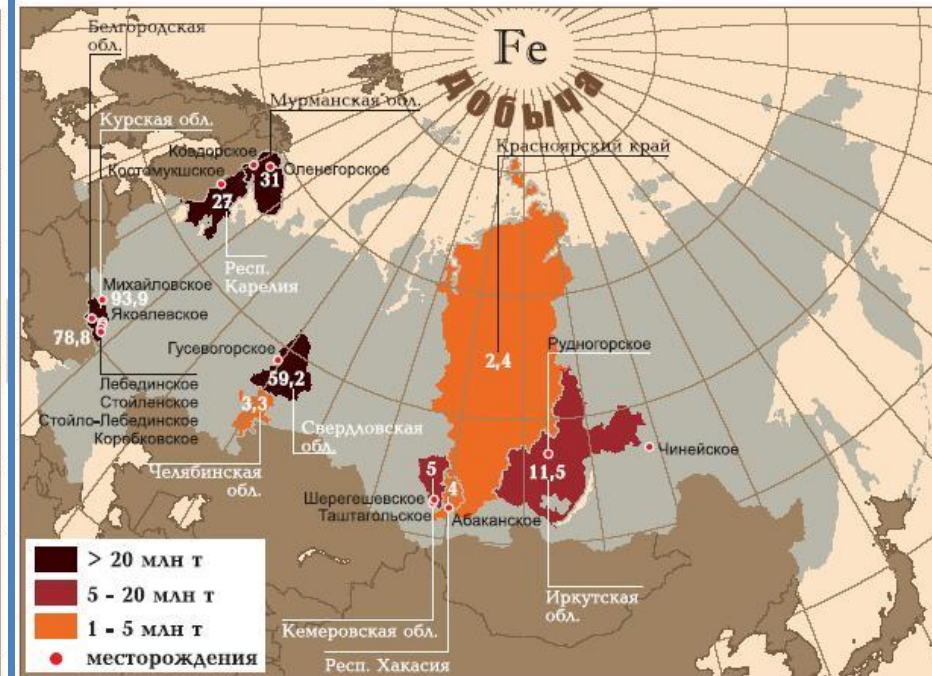 Белгородская
обл.
Fe
добыча
Мурманская обл.
Курская обл.
Красноярский край
Ковдорское
Костомукшское
Оленегорское
31
27
Респ.
Карелия
Михайловское
93,9
Яковлевское
78,8
Гусевогорское
59,2
2,4
Рудногорское
Лебединское
Стойленское
Стойло-Лебединское
Коробковское
3,3
Свердловская
обл.
Чинейское
Челябинская
обл.
5
4
11,5
Шерегешевское
Таштагольское
Абаканское
> 20 млн т
5 - 20 млн т
1 - 5 млн т
месторождения
Иркутская
обл.
Кемеровская обл.
Респ. Хакасия